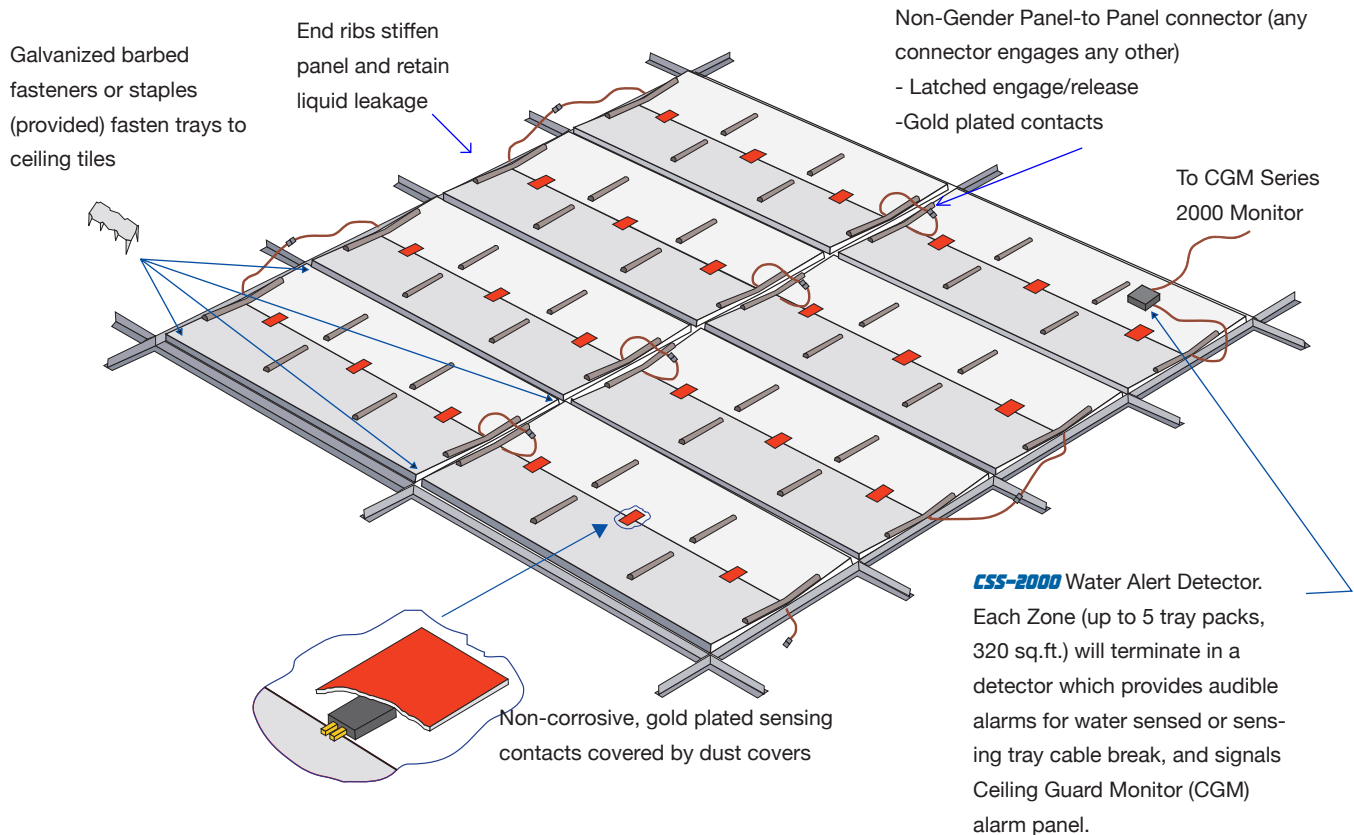 Galvanized barbed
fasteners or staples
(provided) fasten trays to
ceiling tiles
End ribs stiffen
panel and retain
liquid leakage
Non-Gender Panel-to Panel connector (any
connector engages any other)
- Latched engage/release
-Gold plated contacts
To CGM Series
2000 Monitor
Non-corrosive, gold plated sensing
contacts covered by dust covers
CSS-2000 Water Alert Detector.
Each Zone (up to 5 tray packs,
320 sq.ft.) will terminate in a
detector which provides audible
alarms for water sensed or sens-
ing tray cable break, and signals
Ceiling Guard Monitor (CGM)
alarm panel.